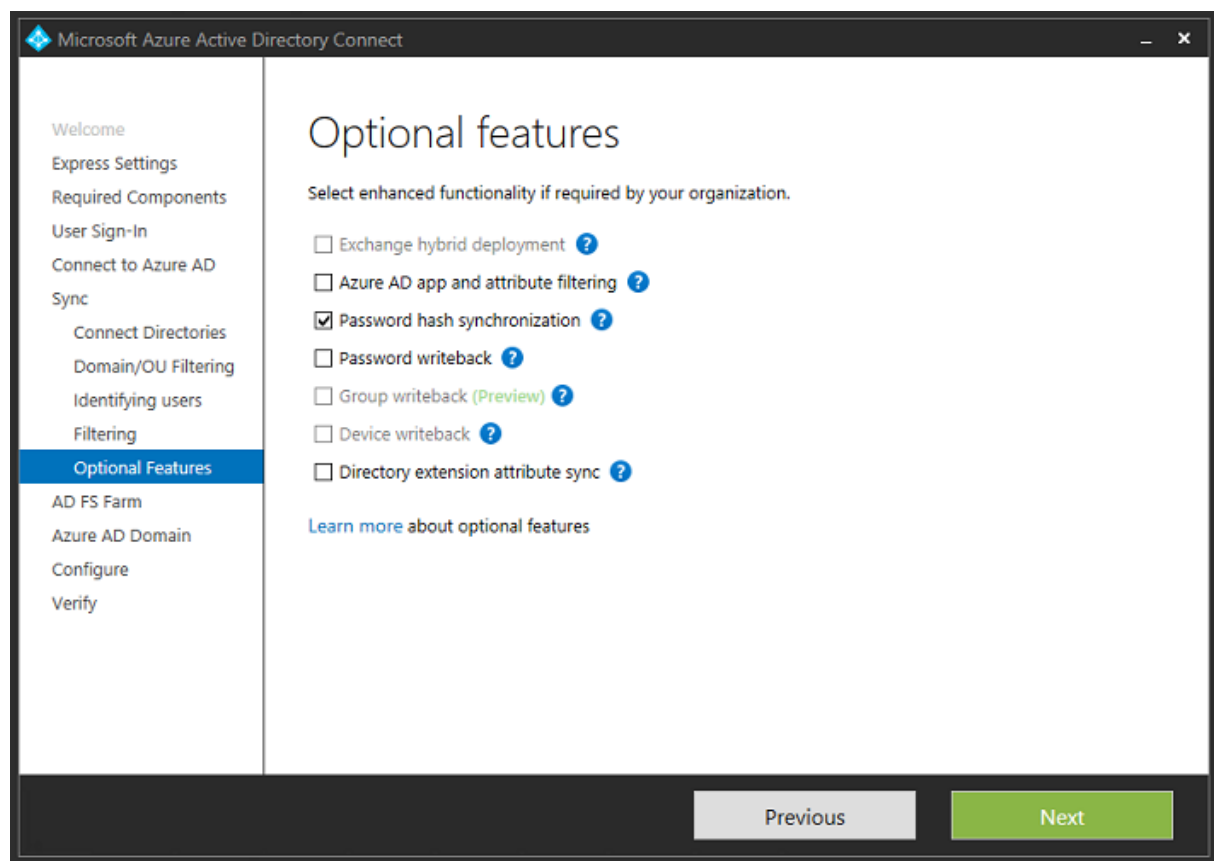 Microsoft Azure Active Directory Connect
Welcome
Express Settings
Required Components
User Sign-In
Connect to Azure AD
Sync
Connect Directories
Domain/OU Filtering
Identifying users
Filtering
Optional Features
AD FS Farm
Azure AD Domain
Configure
Verify
Optional features
Select enhanced functionality if required by your organization.
Exchange hybrid deployment ?
Azure AD app and attribute filtering ?
Password hash synchronization ?
Password writeback ?
Group writeback (Preview) ?
Device writeback ?
Directory extension attribute sync ?
Learn more about optional features
Previous
Next